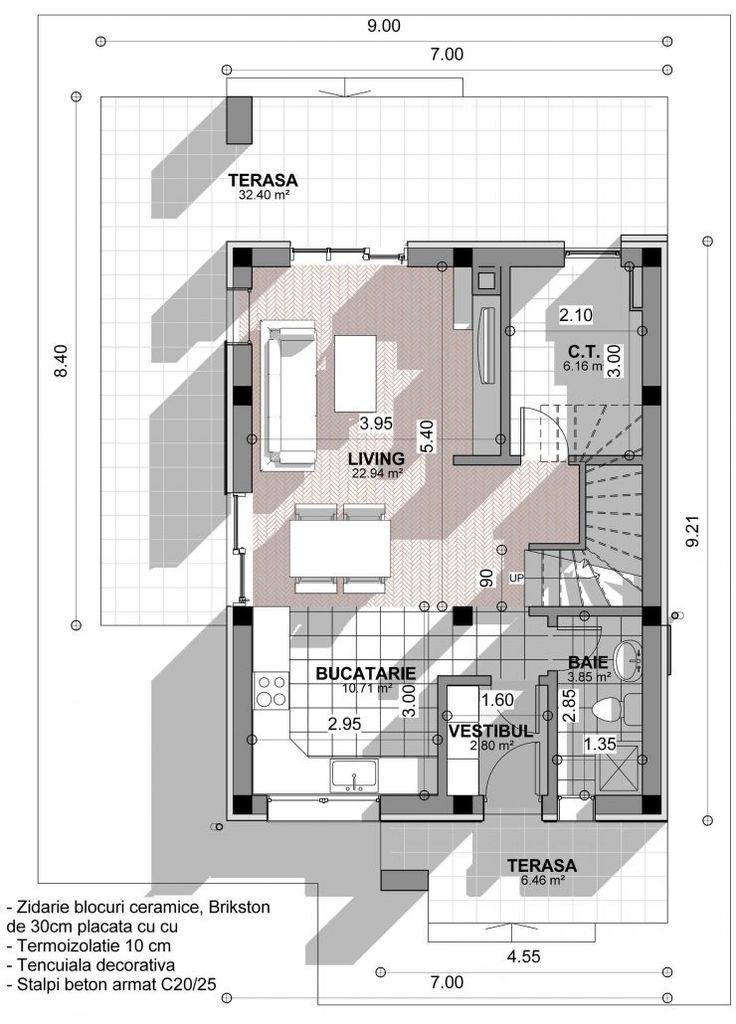 9.00
7.00
TERASA
32.40 m²
8.40
2.10
C.T.
6.16 m
3.00
3.95
5.40
LIVING
22.94 m²
9.21
90
UP
BUCATARIE
10.71 m²
3.00
2.95
BAIE
3.85 m²
2.85
1.60
VESTIBUL
2.80 m²
1.35
TERASA
6.46 m²
- Zidarie blocuri ceramice, Brikston
de 30cm placata cu cu
- Termoizolatie 10 cm
- Tencuiala decorativa
- Stalpi beton armat C20/25
4.55
7.00